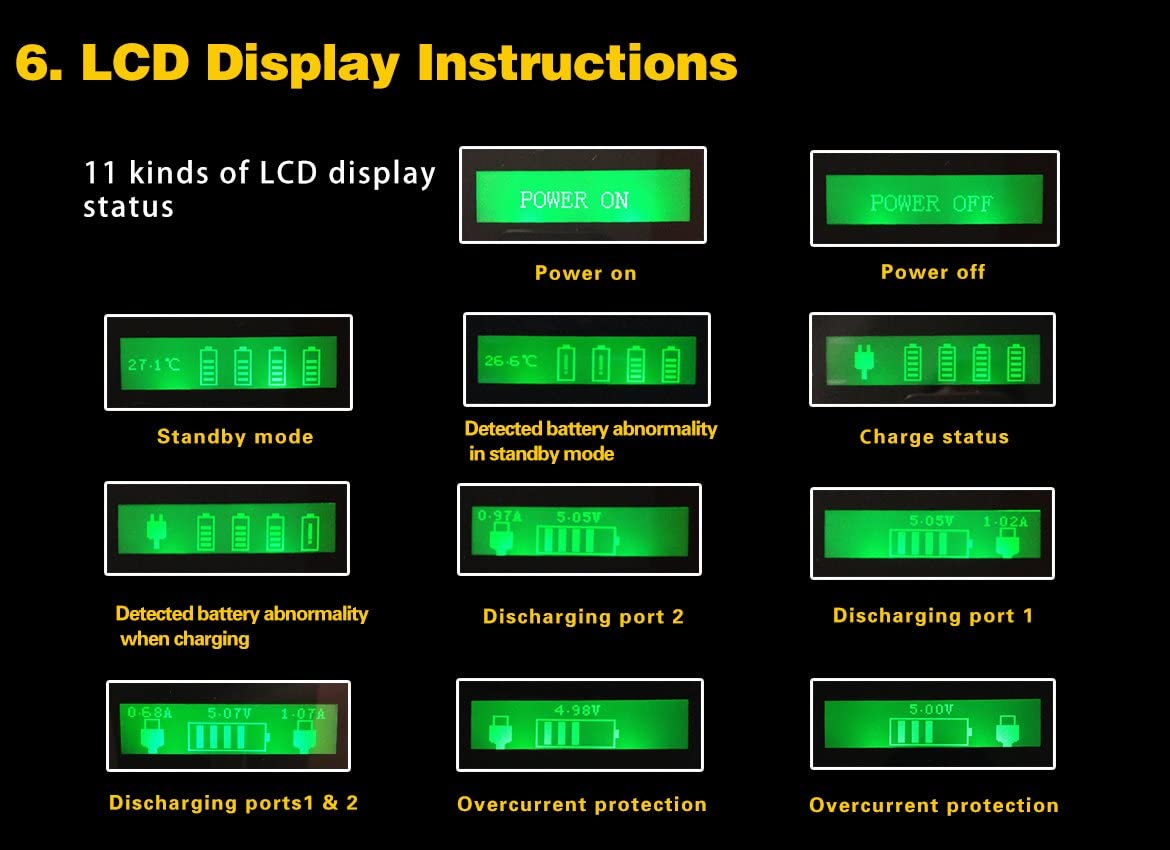 6. LCD Display Instructions
11 kinds of LCD display
status
POWER ON
Power on
POWER OFF
Power off
27.1℃
Standby mode
26.6℃
Detected battery abnormality
in standby mode
Charge status
Detected battery abnormality
when charging
0.97A 5.05V
Discharging port 2
5.05V 1.02A
Discharging port 1
0.68A 5.07V 1.07A
Discharging ports1 & 2
4.98V
Overcurrent protection
5.00V
Overcurrent protection